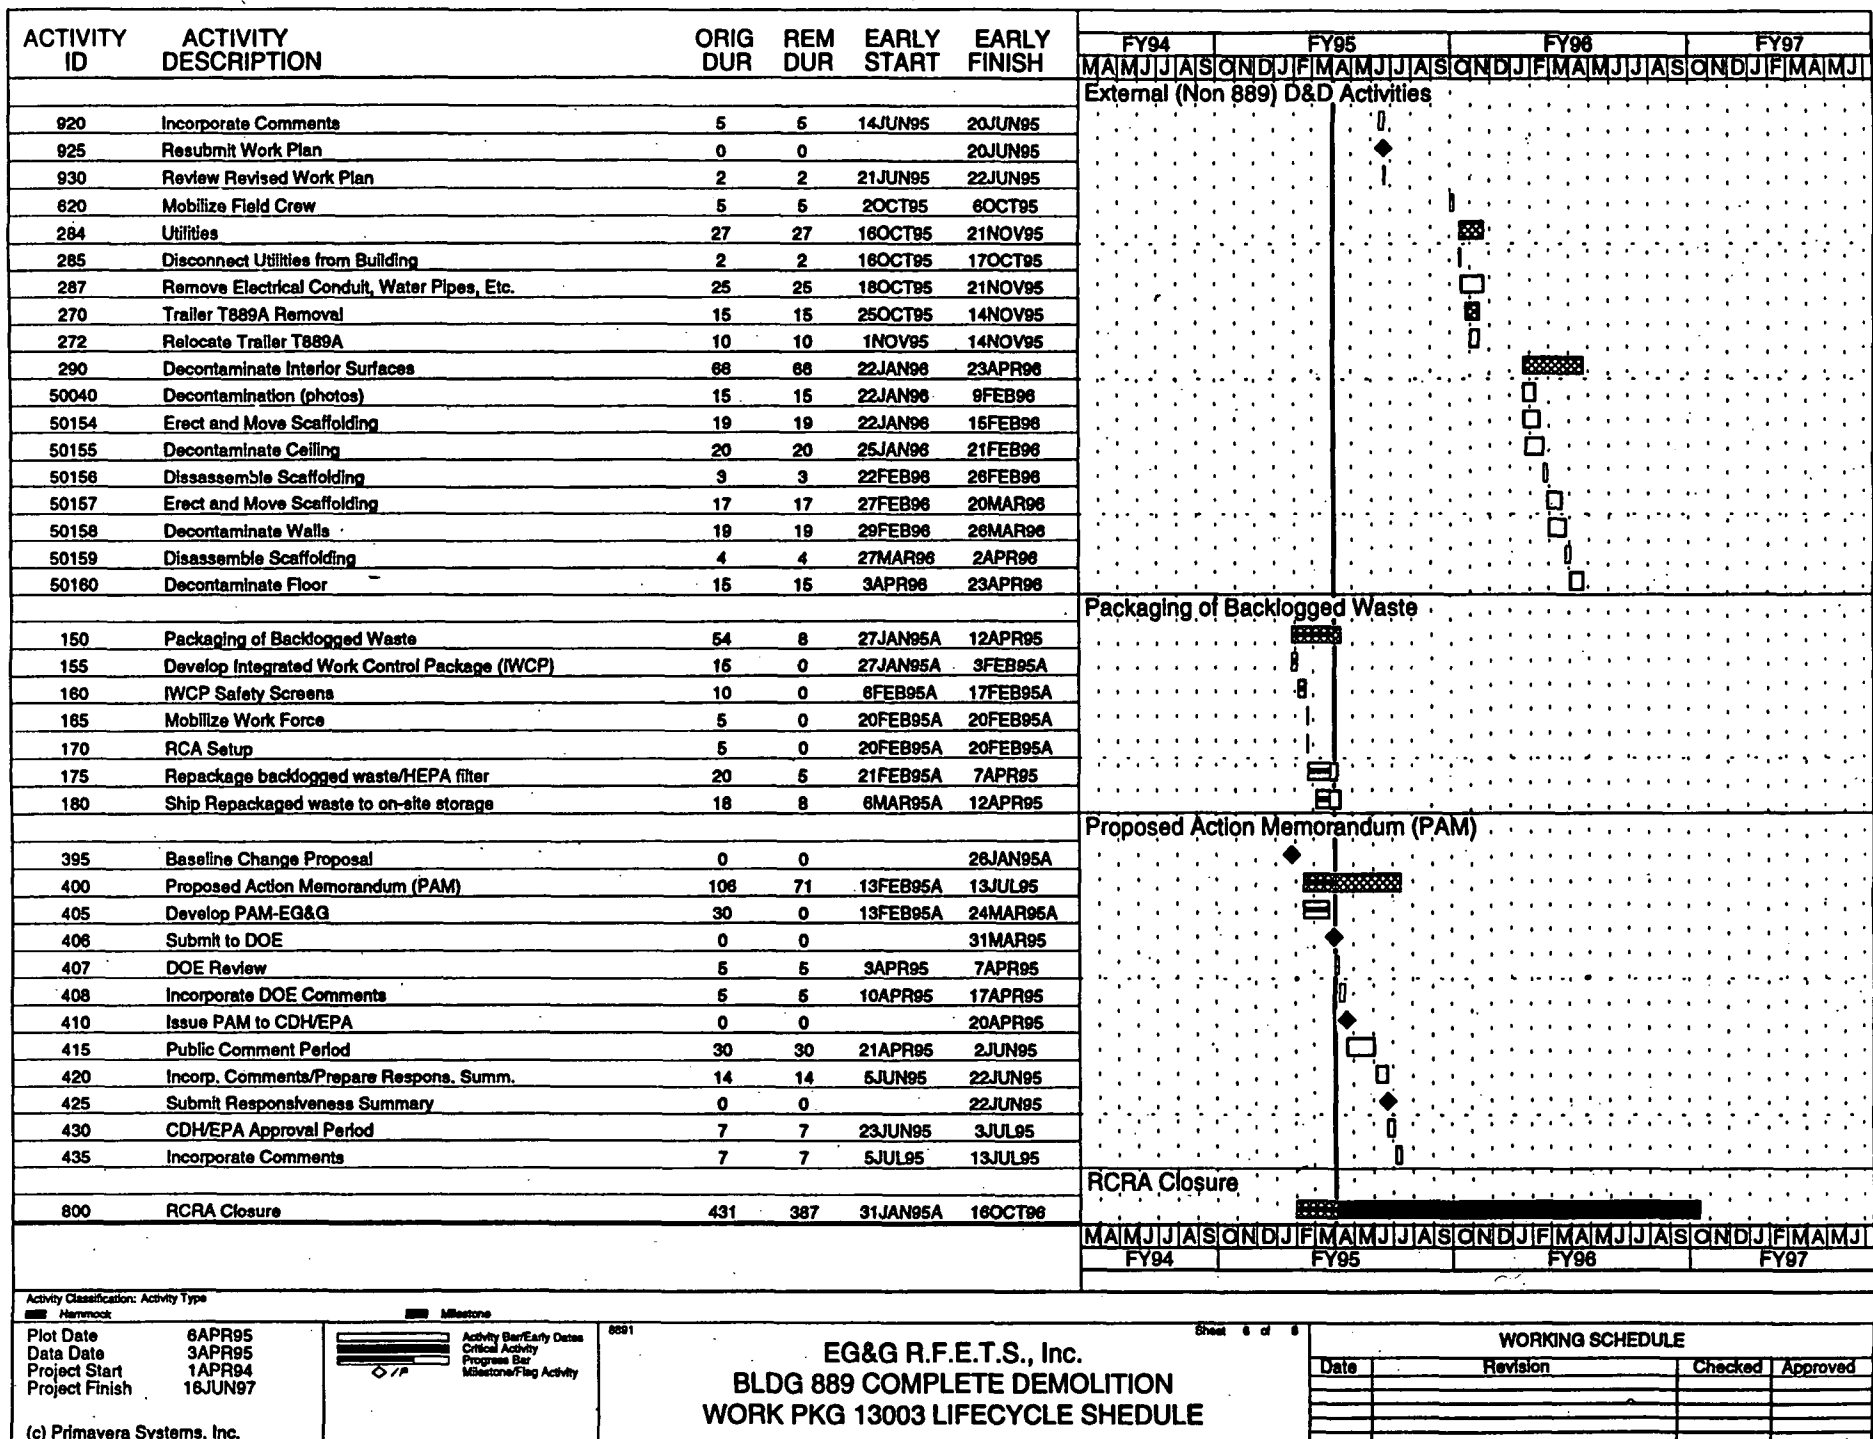 ACTIVITY ID ACTIVITY DESCRIPTION ORIG DUR REM DUR EARLY START EARLY FINISH
FY94 FY95 FY96 FY97
M A M J J A S O N D J F M A M J J A S O N D J F M A M J J A S O N D J F M A M J
External (Non 889) D&D Activities
920 Incorporate Comments 5 5 14JUN95 20JUN95
925 Resubmit Work Plan 0 0 20JUN95
930 Review Revised Work Plan 2 2 21JUN95 22JUN95
620 Mobilize Field Crew 5 5 2OCT95 6OCT95
284 Utilities 27 27 16OCT95 21NOV95
285 Disconnect Utilities from Building 2 2 16OCT95 17OCT95
287 Remove Electrical Conduit, Water Pipes, Etc. 25 25 18OCT95 21NOV95
270 Trailer T889A Removal 15 15 25OCT95 14NOV95
272 Relocate Trailer T889A 10 10 1NOV95 14NOV95
290 Decontaminate Interior Surfaces 66 66 22JAN96 23APR96
50040 Decontamination (photos) 15 15 22JAN96 9FEB96
50154 Erect and Move Scaffolding 19 19 22JAN96 15FEB96
50155 Decontaminate Ceiling 20 20 25JAN96 21FEB96
50156 Dissassemble Scaffolding 3 3 22FEB96 26FEB96
50157 Erect and Move Scaffolding 17 17 27FEB96 20MAR96
50158 Decontaminate Walls 19 19 29FEB96 26MAR96
50159 Disassemble Scaffolding 4 4 27MAR96 2APR96
50160 Decontaminate Floor 15 15 3APR96 23APR96
Packaging of Backlogged Waste
150 Packaging of Backlogged Waste 54 8 27JAN95A 12APR95
155 Develop Integrated Work Control Package (IWCP) 15 0 27JAN95A 3FEB95A
160 IWCP Safety Screens 10 0 6FEB95A 17FEB95A
165 Mobilize Work Force 5 0 20FEB95A 20FEB95A
170 RCA Setup 5 0 20FEB95A 20FEB95A
175 Repackage backlogged waste/HEPA filter 20 5 21FEB95A 7APR95
180 Ship Repackaged waste to on-site storage 18 8 6MAR95A 12APR95
Proposed Action Memorandum (PAM)
395 Baseline Change Proposal 0 0 26JAN95A
400 Proposed Action Memorandum (PAM) 106 71 13FEB95A 13JUL95
405 Develop PAM-EG&G 30 0 13FEB95A 24MAR95A
406 Submit to DOE 0 0 31MAR95
407 DOE Review 5 5 3APR95 7APR95
408 Incorporate DOE Comments 5 5 10APR95 17APR95
410 Issue PAM to CDH/EPA 0 0 20APR95
415 Public Comment Period 30 30 21APR95 2JUN95
420 Incorp. Comments/Prepare Respons. Summ. 14 14 5JUN95 22JUN95
425 Submit Responsiveness Summary 0 0 22JUN95
430 CDH/EPA Approval Period 7 7 23JUN95 3JUL95
435 Incorporate Comments 7 7 5JUL95 13JUL95
RCRA Closure
800 RCRA Closure 431 387 31JAN95A 16OCT96
M A M J J A S O N D J F M A M J J A S O N D J F M A M J J A S O N D J F M A M J
FY94 FY95 FY96 FY97
Activity Classification: Activity Type
Hammock Milestone
Plot Date 6APR95
Data Date 3APR95
Project Start 1APR94
Project Finish 16JUN97
(c) Primavera Systems, Inc.
Activity Bar/Early Dates
Critical Activity
Progress Bar
Milestone/Flag Activity
8891
Sheet 6 of 8
EG&G R.F.E.T.S., Inc.
BLDG 889 COMPLETE DEMOLITION
WORK PKG 13003 LIFECYCLE SHEDULE
WORKING SCHEDULE
Date Revision Checked Approved